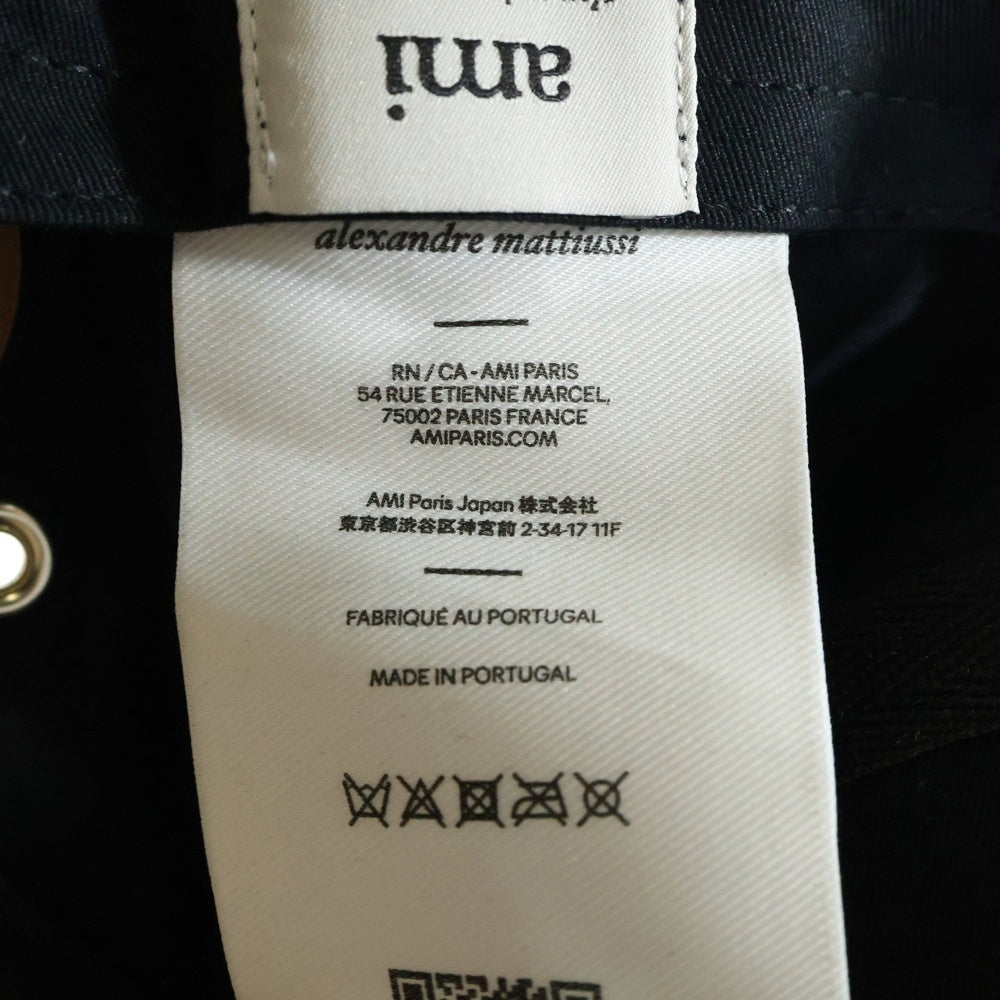 ami
alexandre mattiussi
RN / CA - AMI PARIS
54 RUE ETIENNE MARCEL,
75002 PARIS FRANCE
AMIPARIS.COM
AMI Paris Japan 株式会社
東京都渋谷区神宮前 2-34-17 11F
FABRIQUÉ AU PORTUGAL
MADE IN PORTUGAL